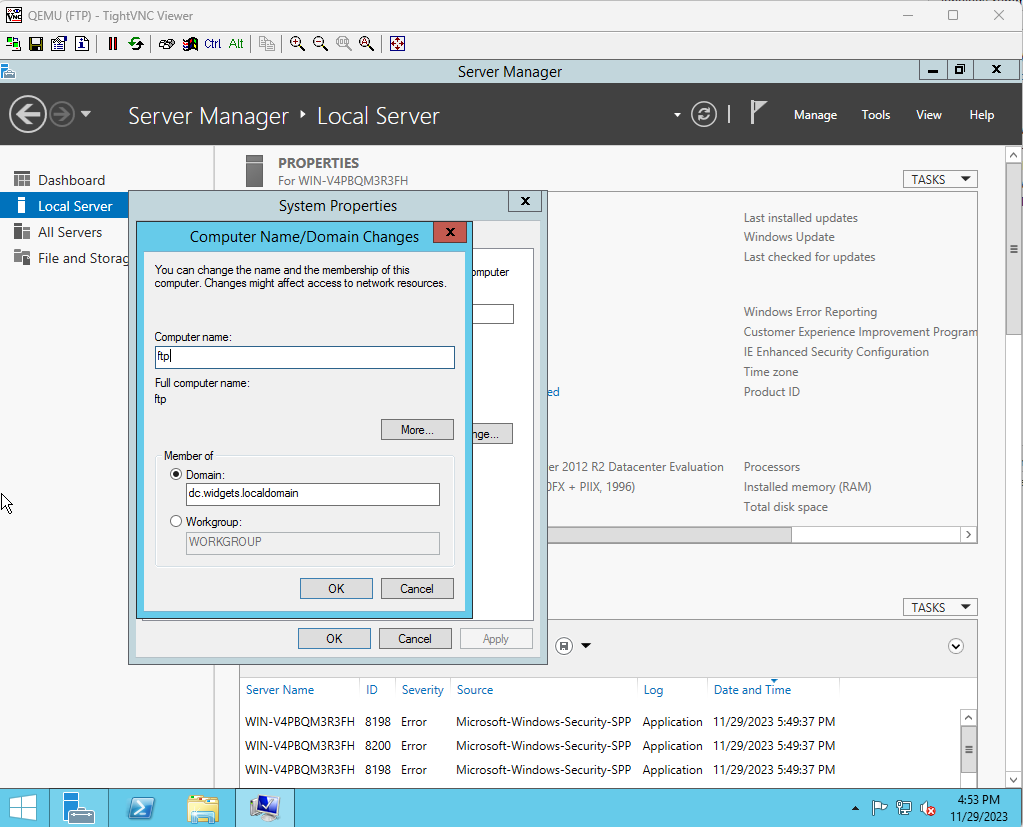 QEMU (FTP) - TightVNC Viewer
Ctrl Alt
Server Manager
Server Manager ‣ Local Server
Manage Tools View Help
Dashboard
Local Server
All Servers
File and Storag
PROPERTIES
For WIN-V4PBQM3R3FH
TASKS
Last installed updates
Windows Update
Last checked for updates
Windows Error Reporting
Customer Experience Improvement Program
IE Enhanced Security Configuration
Time zone
Product ID
ed
er 2012 R2 Datacenter Evaluation
Processors
0FX + PIIX, 1996)
Installed memory (RAM)
Total disk space
System Properties
omputer
nge...
OK
Cancel
Apply
Computer Name/Domain Changes
You can change the name and the membership of this
computer. Changes might affect access to network resources.
Computer name:
ftp
Full computer name:
ftp
More...
Member of
Domain:
dc.widgets.localdomain
Workgroup:
WORKGROUP
OK
Cancel
TASKS
Server Name ID Severity Source Log Date and Time
WIN-V4PBQM3R3FH 8198 Error Microsoft-Windows-Security-SPP Application 11/29/2023 5:49:37 PM
WIN-V4PBQM3R3FH 8200 Error Microsoft-Windows-Security-SPP Application 11/29/2023 5:49:37 PM
WIN-V4PBQM3R3FH 8198 Error Microsoft-Windows-Security-SPP Application 11/29/2023 5:49:37 PM
4:53 PM
11/29/2023